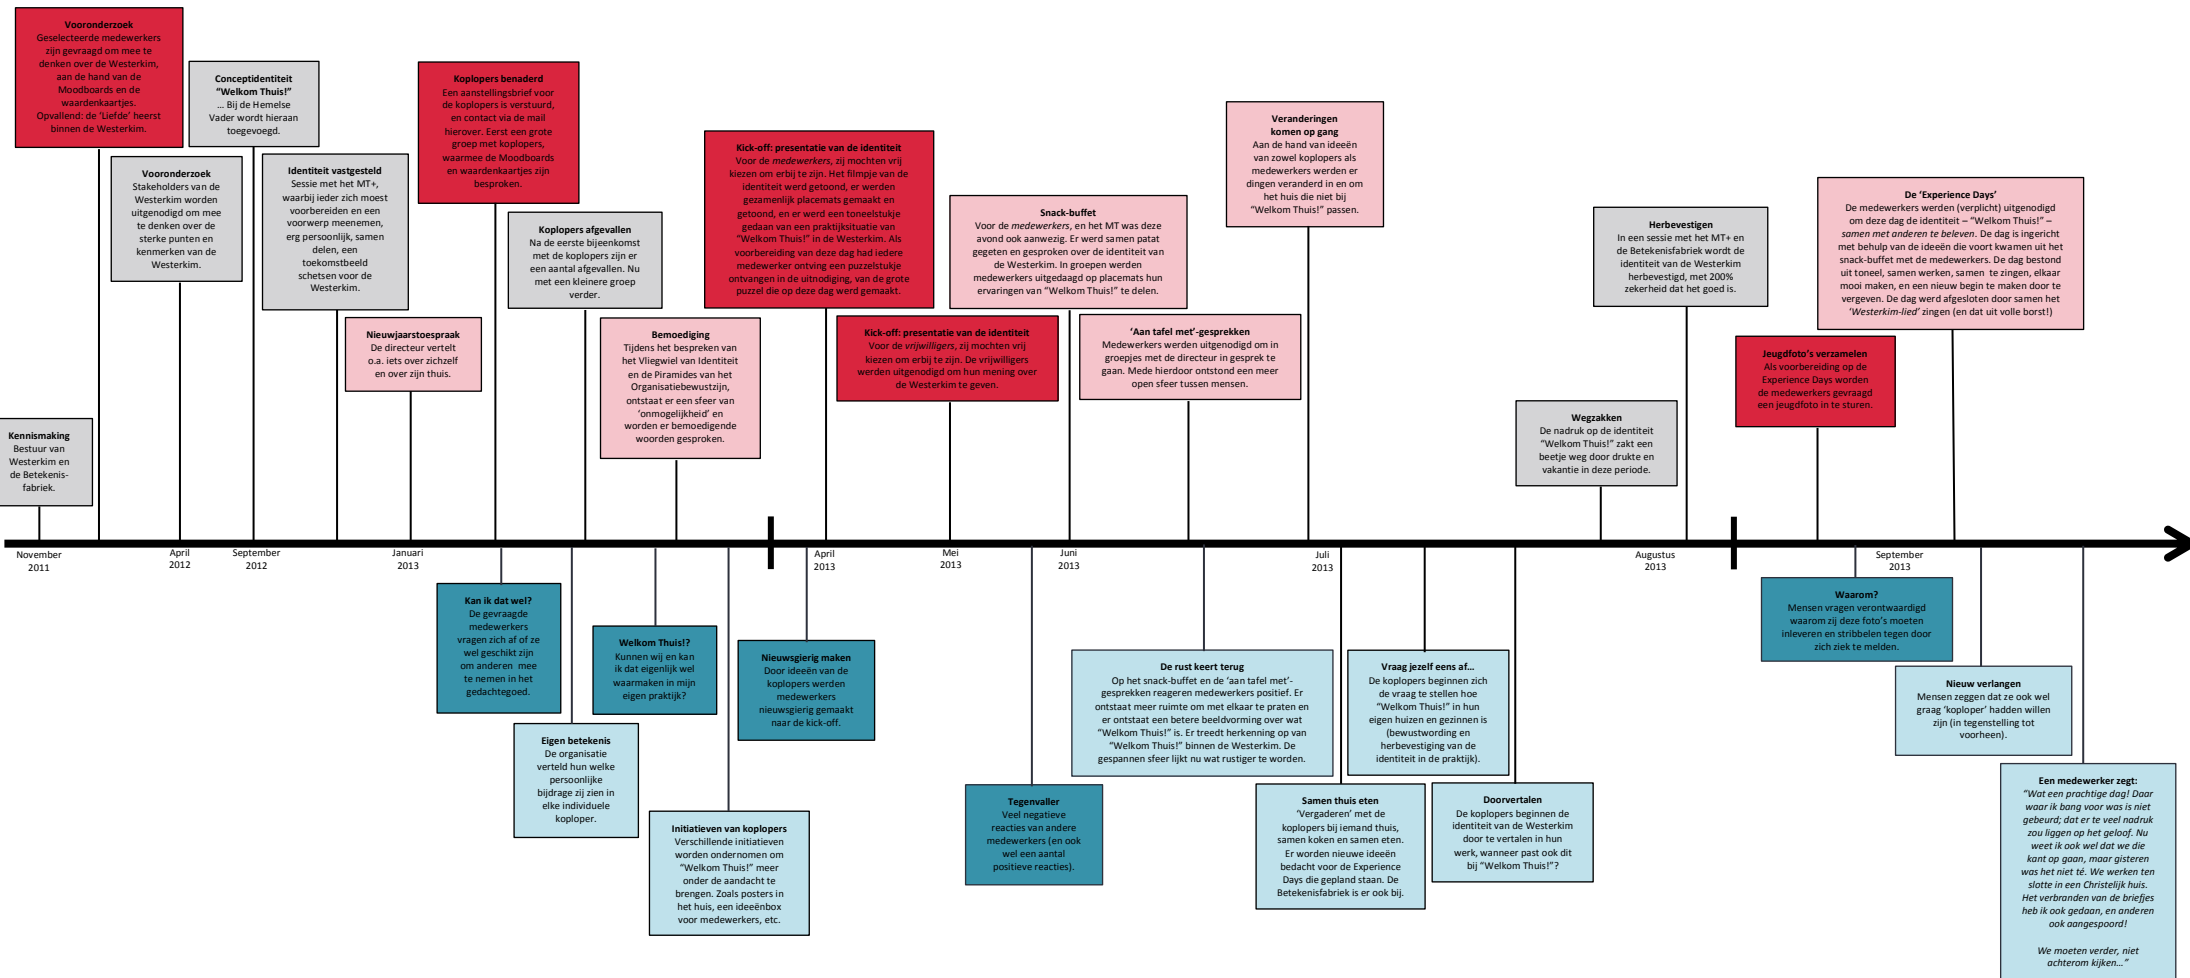 Vooronderzoek
Geselecteerde medewerkers
zijn gevraagd om mee te
denken over de Westerkim,
aan de hand van de
Moodboards en de
waardenkaartjes.
Opvallend: de ‘Liefde’ heerst
binnen de Westerkim.
Conceptidentiteit
“Welkom Thuis!”
... Bij de Hemelse
Vader wordt hieraan
toegevoegd.
Koplopers benaderd
Een aanstellingsbrief voor
de koplopers is verstuurd,
en contact via de mail
hierover. Eerst een grote
groep met koplopers,
waarmee de Moodboards
en waardenkaartjes zijn
besproken.
Vooronderzoek
Stakeholders van de
Westerkim worden
uitgenodigd om mee
te denken over de
sterke punten en
kenmerken van de
Westerkim.
Identiteit vastgesteld
Sessie met het MT+,
waarbij ieder zich moest
voorbereiden en een
voorwerp meenemen,
erg persoonlijk, samen
delen, een
toekomstbeeld
schetsen voor de
Westerkim.
Koplopers afgevallen
Na de eerste bijeenkomst
met de koplopers zijn er
een aantal afgevallen. Nu
met een kleinere groep
verder.
Kick-off: presentatie van de identiteit
Voor de medewerkers, zij mochten vrij
kiezen om erbij te zijn. Het filmpje van de
identiteit werd getoond, er werden
gezamenlijk placemats gemaakt en
getoond, en er werd een toneelstukje
gedaan van een praktijksituatie van
“Welkom Thuis!” in de Westerkim. Als
voorbereiding van deze dag had iedere
medewerker ontving een puzzelstukje
ontvangen in de uitnodiging, van de grote
puzzel die op deze dag werd gemaakt.
Snack-buffet
Voor de medewerkers, en het MT was deze
avond ook aanwezig. Er werd samen patat
gegeten en gesproken over de identiteit van
de Westerkim. In groepen werden
medewerkers uitgedaagd op placemats hun
ervaringen van “Welkom Thuis!” te delen.
Veranderingen
komen op gang
Aan de hand van ideeën
van zowel koplopers als
medewerkers werden er
dingen veranderd in en om
het huis die niet bij
“Welkom Thuis!” passen.
Herbevestigen
In een sessie met het MT+ en
de Betekenisfabriek wordt de
identiteit van de Westerkim
herbevestigd, met 200%
zekerheid dat het goed is.
De ‘Experience Days’
De medewerkers werden (verplicht) uitgenodigd
om deze dag de identiteit – “Welkom Thuis!” –
samen met anderen te beleven. De dag is ingericht
met behulp van de ideeën die voort kwamen uit het
snack-buffet met de medewerkers. De dag bestond
uit toneel, samen werken, samen te zingen, elkaar
mooi maken, en een nieuw begin te maken door te
vergeven. De dag werd afgesloten door samen het
‘Westerkim-lied’ zingen (en dat uit volle borst!)
Nieuwjaarstoespraak
De directeur vertelt
o.a. iets over zichzelf
en over zijn thuis.
Bemoediging
Tijdens het bespreken van
het Vliegwiel van Identiteit
en de Piramides van het
Organisatiebewustzijn,
ontstaat er een sfeer van
‘onmogelijkheid’ en
worden er bemoedigende
woorden gesproken.
Kick-off: presentatie van de identiteit
Voor de vrijwilligers, zij mochten vrij
kiezen om erbij te zijn. De vrijwilligers
werden uitgenodigd om hun mening over
de Westerkim te geven.
‘Aan tafel met’-gesprekken
Medewerkers werden uitgenodigd om in
groepjes met de directeur in gesprek te
gaan. Mede hierdoor ontstond een meer
open sfeer tussen mensen.
Jeugdfoto’s verzamelen
Als voorbereiding op de
Experience Days worden
de medewerkers gevraagd
een jeugdfoto in te sturen.
Kennismaking
Bestuur van
Westerkim en
de Betekenis-
fabriek.
Wegzakken
De nadruk op de identiteit
“Welkom Thuis!” zakt een
beetje weg door drukte en
vakantie in deze periode.
November
2011
April
2012
September
2012
Januari
2013
April
2013
Mei
2013
Juni
2013
Juli
2013
Augustus
2013
September
2013
Kan ik dat wel?
De gevraagde
medewerkers
vragen zich af of ze
wel geschikt zijn
om anderen mee
te nemen in het
gedachtegoed.
Welkom Thuis!?
Kunnen wij en kan
ik dat eigenlijk wel
waarmaken in mijn
eigen praktijk?
Nieuwsgierig maken
Door ideeën van de
koplopers werden
medewerkers
nieuwsgierig gemaakt
naar de kick-off.
Waarom?
Mensen vragen verontwaardigd
waarom zij deze foto’s moeten
inleveren en stribbelen tegen door
zich ziek te melden.
De rust keert terug
Op het snack-buffet en de ‘aan tafel met’-
gesprekken reageren medewerkers positief. Er
ontstaat meer ruimte om met elkaar te praten en
er ontstaat een betere beeldvorming over wat
“Welkom Thuis!” is. Er treedt herkenning op van
“Welkom Thuis!” binnen de Westerkim. De
gespannen sfeer lijkt nu wat rustiger te worden.
Vraag jezelf eens af…
De koplopers beginnen zich
de vraag te stellen hoe
“Welkom Thuis!” in hun
eigen huizen en gezinnen is
(bewustwording en
herbevestiging van de
identiteit in de praktijk).
Nieuw verlangen
Mensen zeggen dat ze ook wel
graag ‘koploper’ hadden willen
zijn (in tegenstelling tot
voorheen).
Eigen betekenis
De organisatie
verteld hun welke
persoonlijke
bijdrage zij zien in
elke individuele
koploper.
Initiatieven van koplopers
Verschillende initiatieven
worden ondernomen om
“Welkom Thuis!” meer
onder de aandacht te
brengen. Zoals posters in
het huis, een ideeënbox
voor medewerkers, etc.
Tegenvaller
Veel negatieve
reacties van andere
medewerkers (en ook
wel een aantal
positieve reacties).
Samen thuis eten
‘Vergaderen’ met de
koplopers bij iemand thuis,
samen koken en samen eten.
Er worden nieuwe ideeën
bedacht voor de Experience
Days die gepland staan. De
Betekenisfabriek is er ook bij.
Doorvertalen
De koplopers beginnen de
identiteit van de Westerkim
door te vertalen in hun
werk, wanneer past ook dit
bij “Welkom Thuis!”?
Een medewerker zegt:
“Wat een prachtige dag! Daar
waar ik bang voor was is niet
gebeurd; dat er te veel nadruk
zou liggen op het geloof. Nu
weet ik ook wel dat we die
kant op gaan, maar gisteren
was het niet té. We werken ten
slotte in een Christelijk huis.
Het verbranden van de briefjes
heb ik ook gedaan, en anderen
ook aangespoord!
We moeten verder, niet
achterom kijken…”